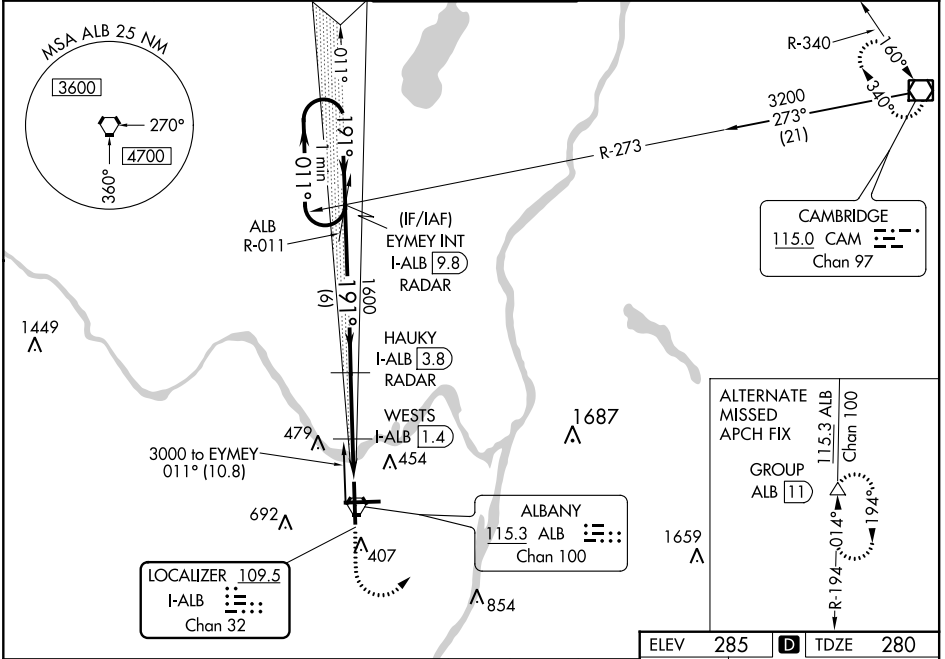 MSA ALB 25 NM
3600
270°
4700
360°
011°
191°
1 min
011°
ALB
R-011
(IF/IAF)
EYMEY INT
I-ALB 9.8
RADAR
R-340
160°
340°
3200
273°
(21)
R-273
CAMBRIDGE
115.0 CAM
Chan 97
1600
191°
(6)
1449
HAUKY
I-ALB 3.8
RADAR
WESTS
I-ALB 1.4
479
454
1687
3000 to EYMEY
011° (10.8)
692
407
ALBANY
115.3 ALB
Chan 100
1659
854
LOCALIZER 109.5
I-ALB
Chan 32
ALTERNATE
MISSED
APCH FIX
115.3 ALB
Chan 100
GROUP
ALB 11
014°
194°
R-194
ELEV 285 D TDZE 280